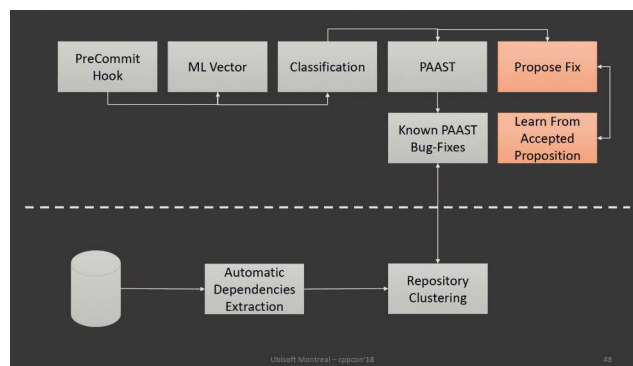 PreCommit
Hook
ML Vector
Classification
PAAST
Propose Fix
Known PAAST
Bug-Fixes
Learn From
Accepted
Proposition
Automatic
Dependencies
Extraction
Repository
Clustering
Ubisoft Montreal – cppcon'18
48